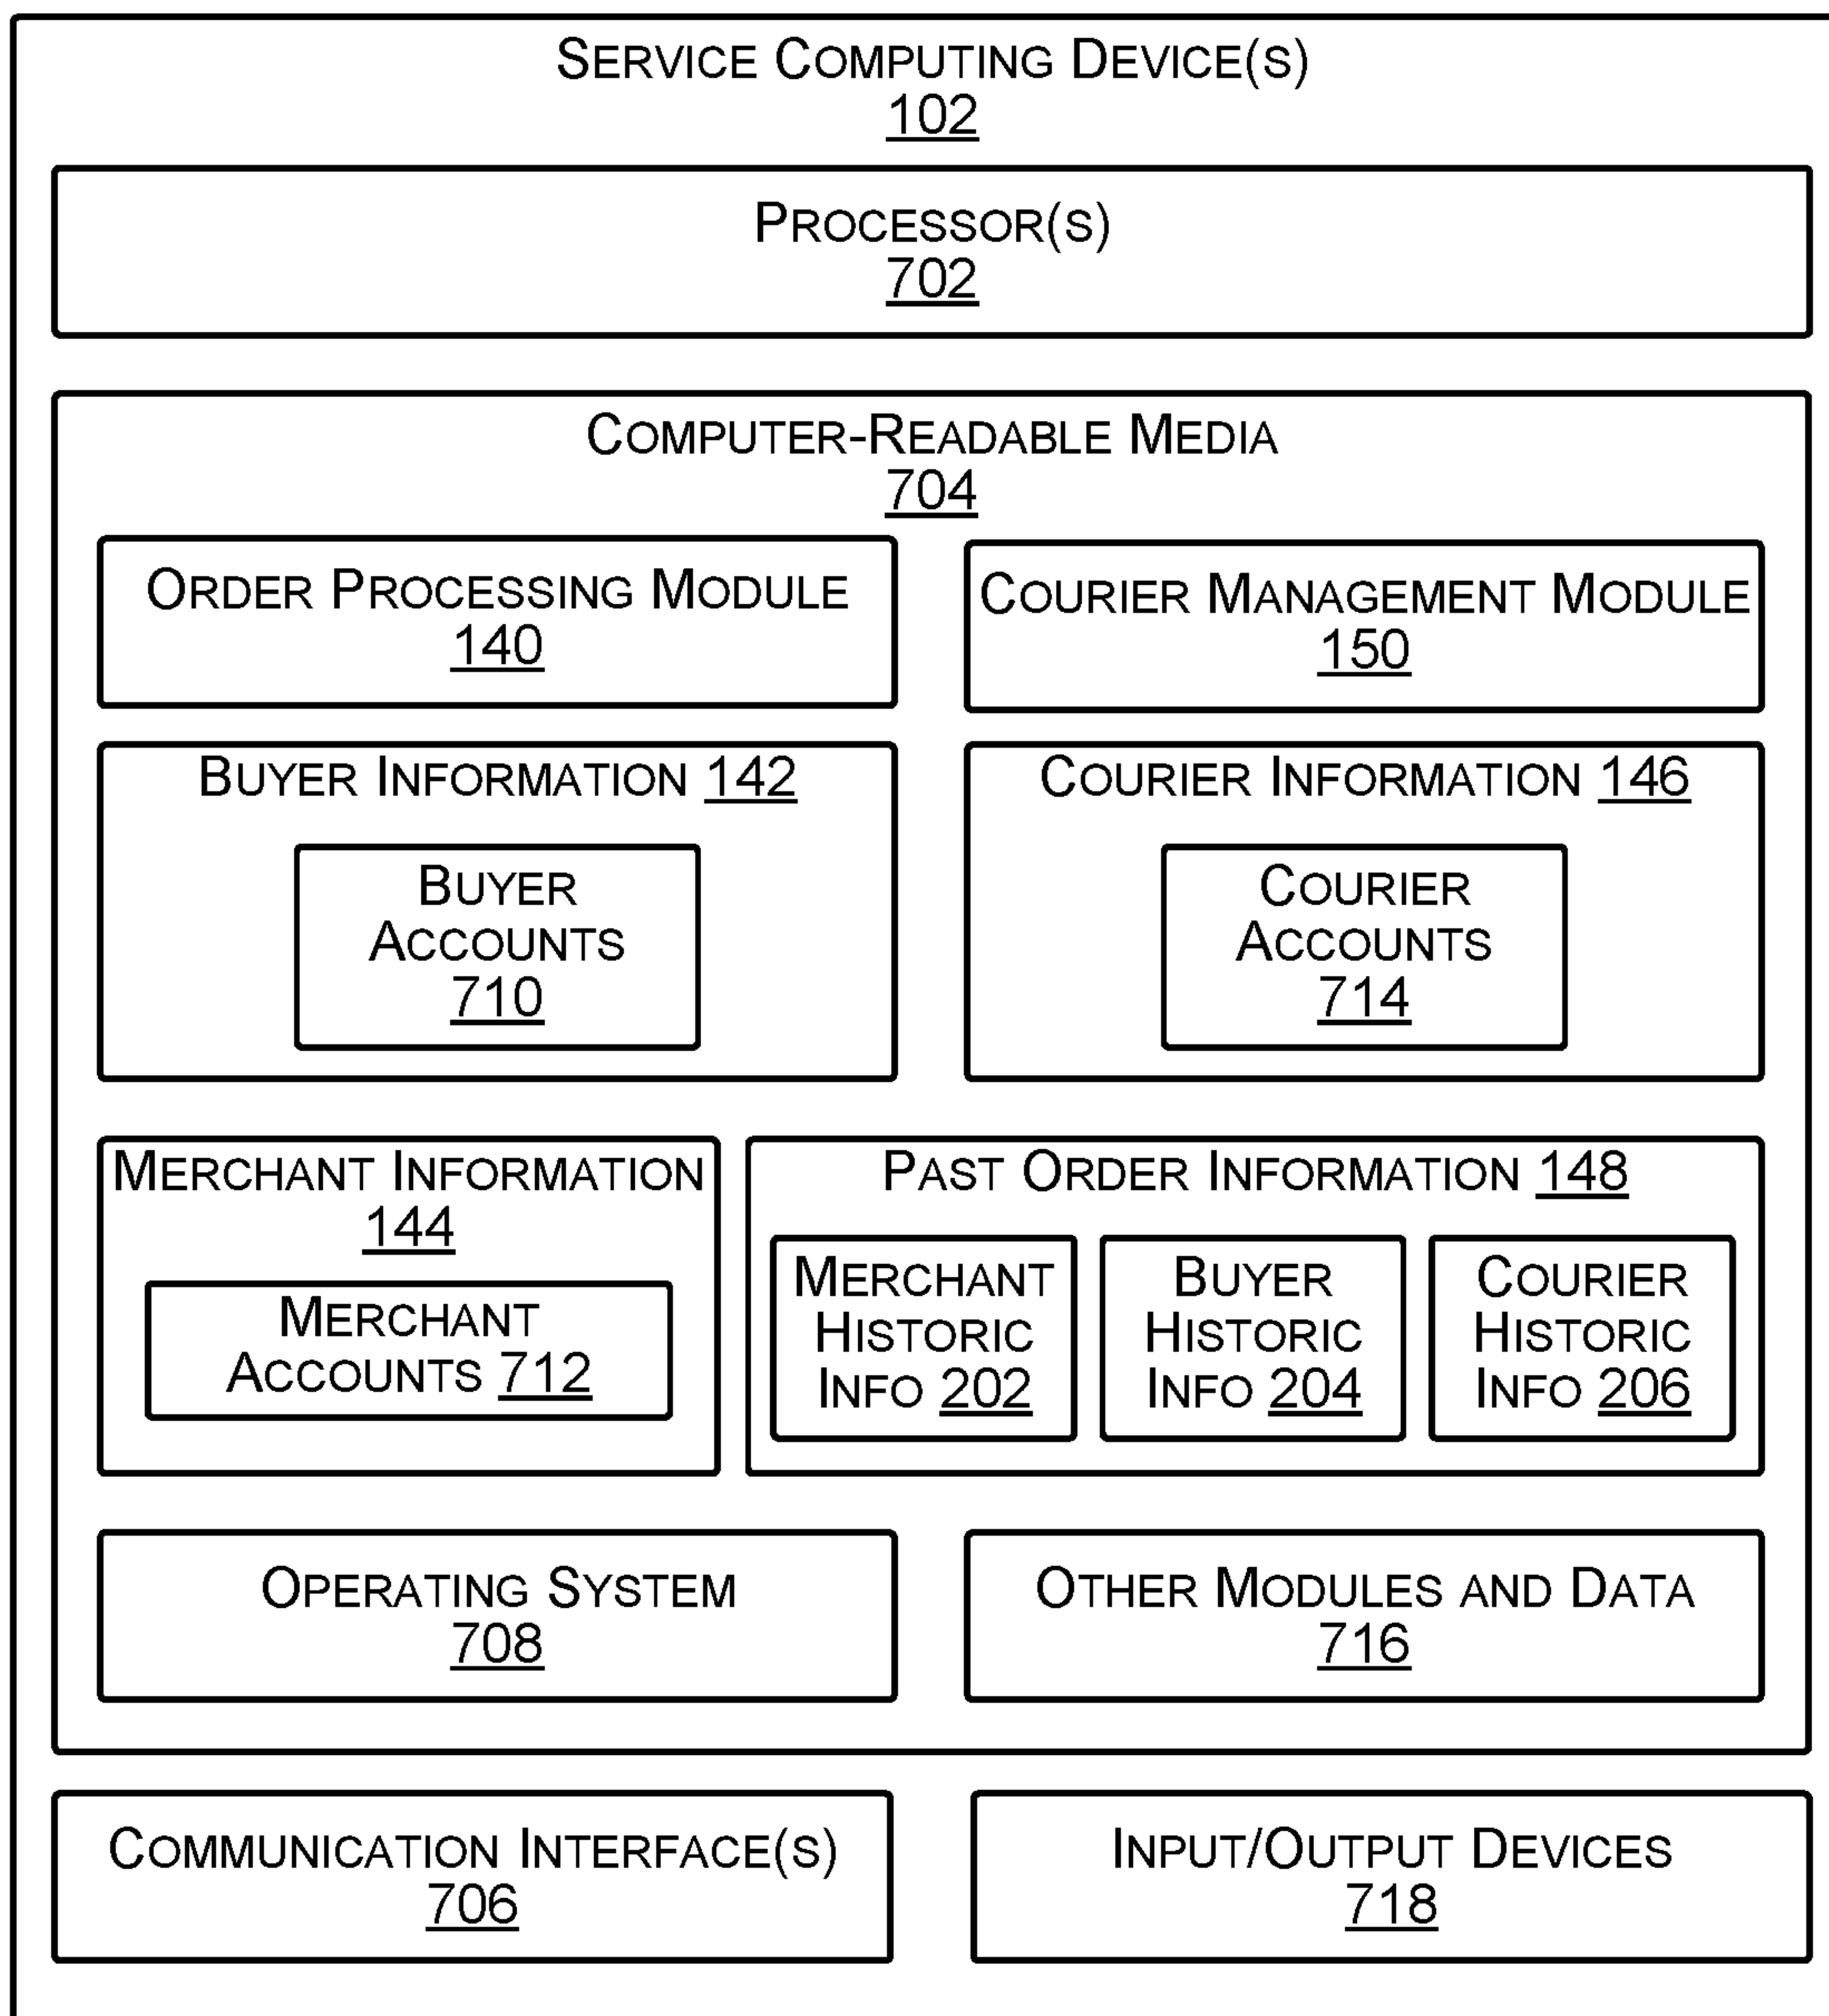 SERVICE COMPUTING DEVICE(S)
102
PROCESSOR(S)
702
COMPUTER-READABLE MEDIA
704
ORDER PROCESSING MODULE
140
COURIER MANAGEMENT MODULE
150
BUYER INFORMATION 142
BUYER
ACCOUNTS
710
COURIER INFORMATION 146
COURIER
ACCOUNTS
714
MERCHANT INFORMATION
144
MERCHANT
ACCOUNTS 712
PAST ORDER INFORMATION 148
MERCHANT
HISTORIC
INFO 202
BUYER
HISTORIC
INFO 204
COURIER
HISTORIC
INFO 206
OPERATING SYSTEM
708
OTHER MODULES AND DATA
716
COMMUNICATION INTERFACE(S)
706
INPUT/OUTPUT DEVICES
718